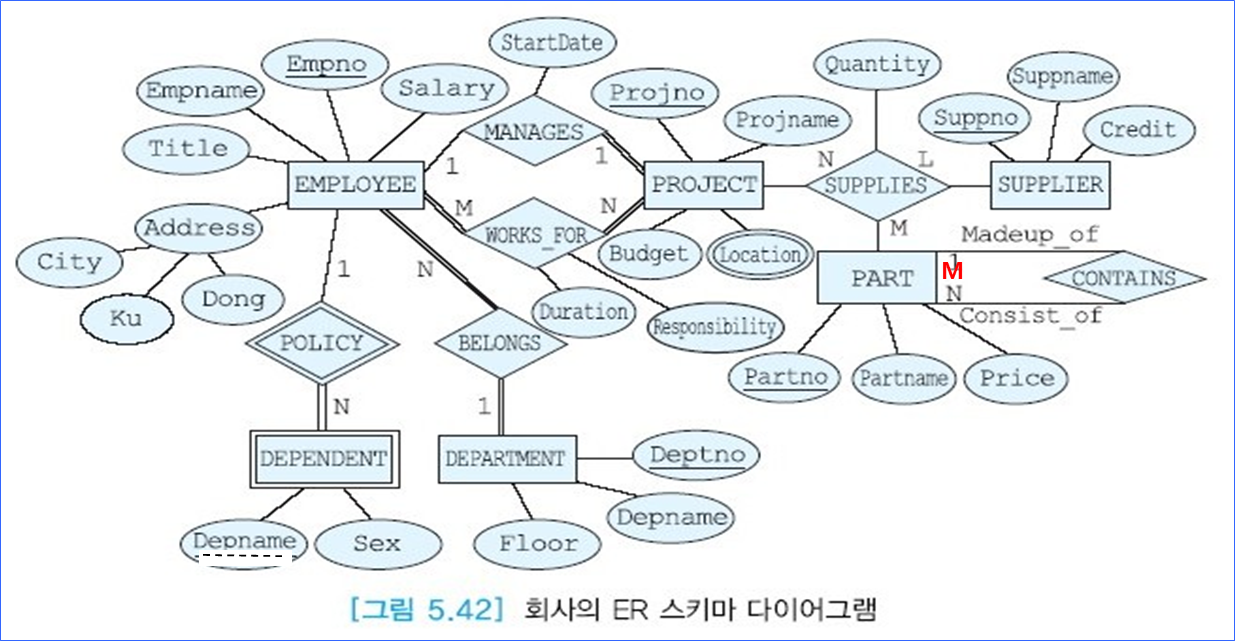 StartDate
Empno
Quantity
Suppname
Empname
Salary
Projno
Suppno
Credit
Projname
MANAGES
Title
1
1
N
L
EMPLOYEE
PROJECT
SUPPLIES
SUPPLIER
M
N
Address
WORKS_FOR
M
Madeup_of
City
1
N
Budget
Location
1
M
PART
CONTAINS
N
Dong
Ku
Duration
Responsibility
Consist_of
POLICY
BELONGS
Partno
Partname
Price
N
1
DEPENDENT
DEPARTMENT
Deptno
Depname
Depname
Sex
Floor
[그림 5.42] 회사의 ER 스키마 다이어그램